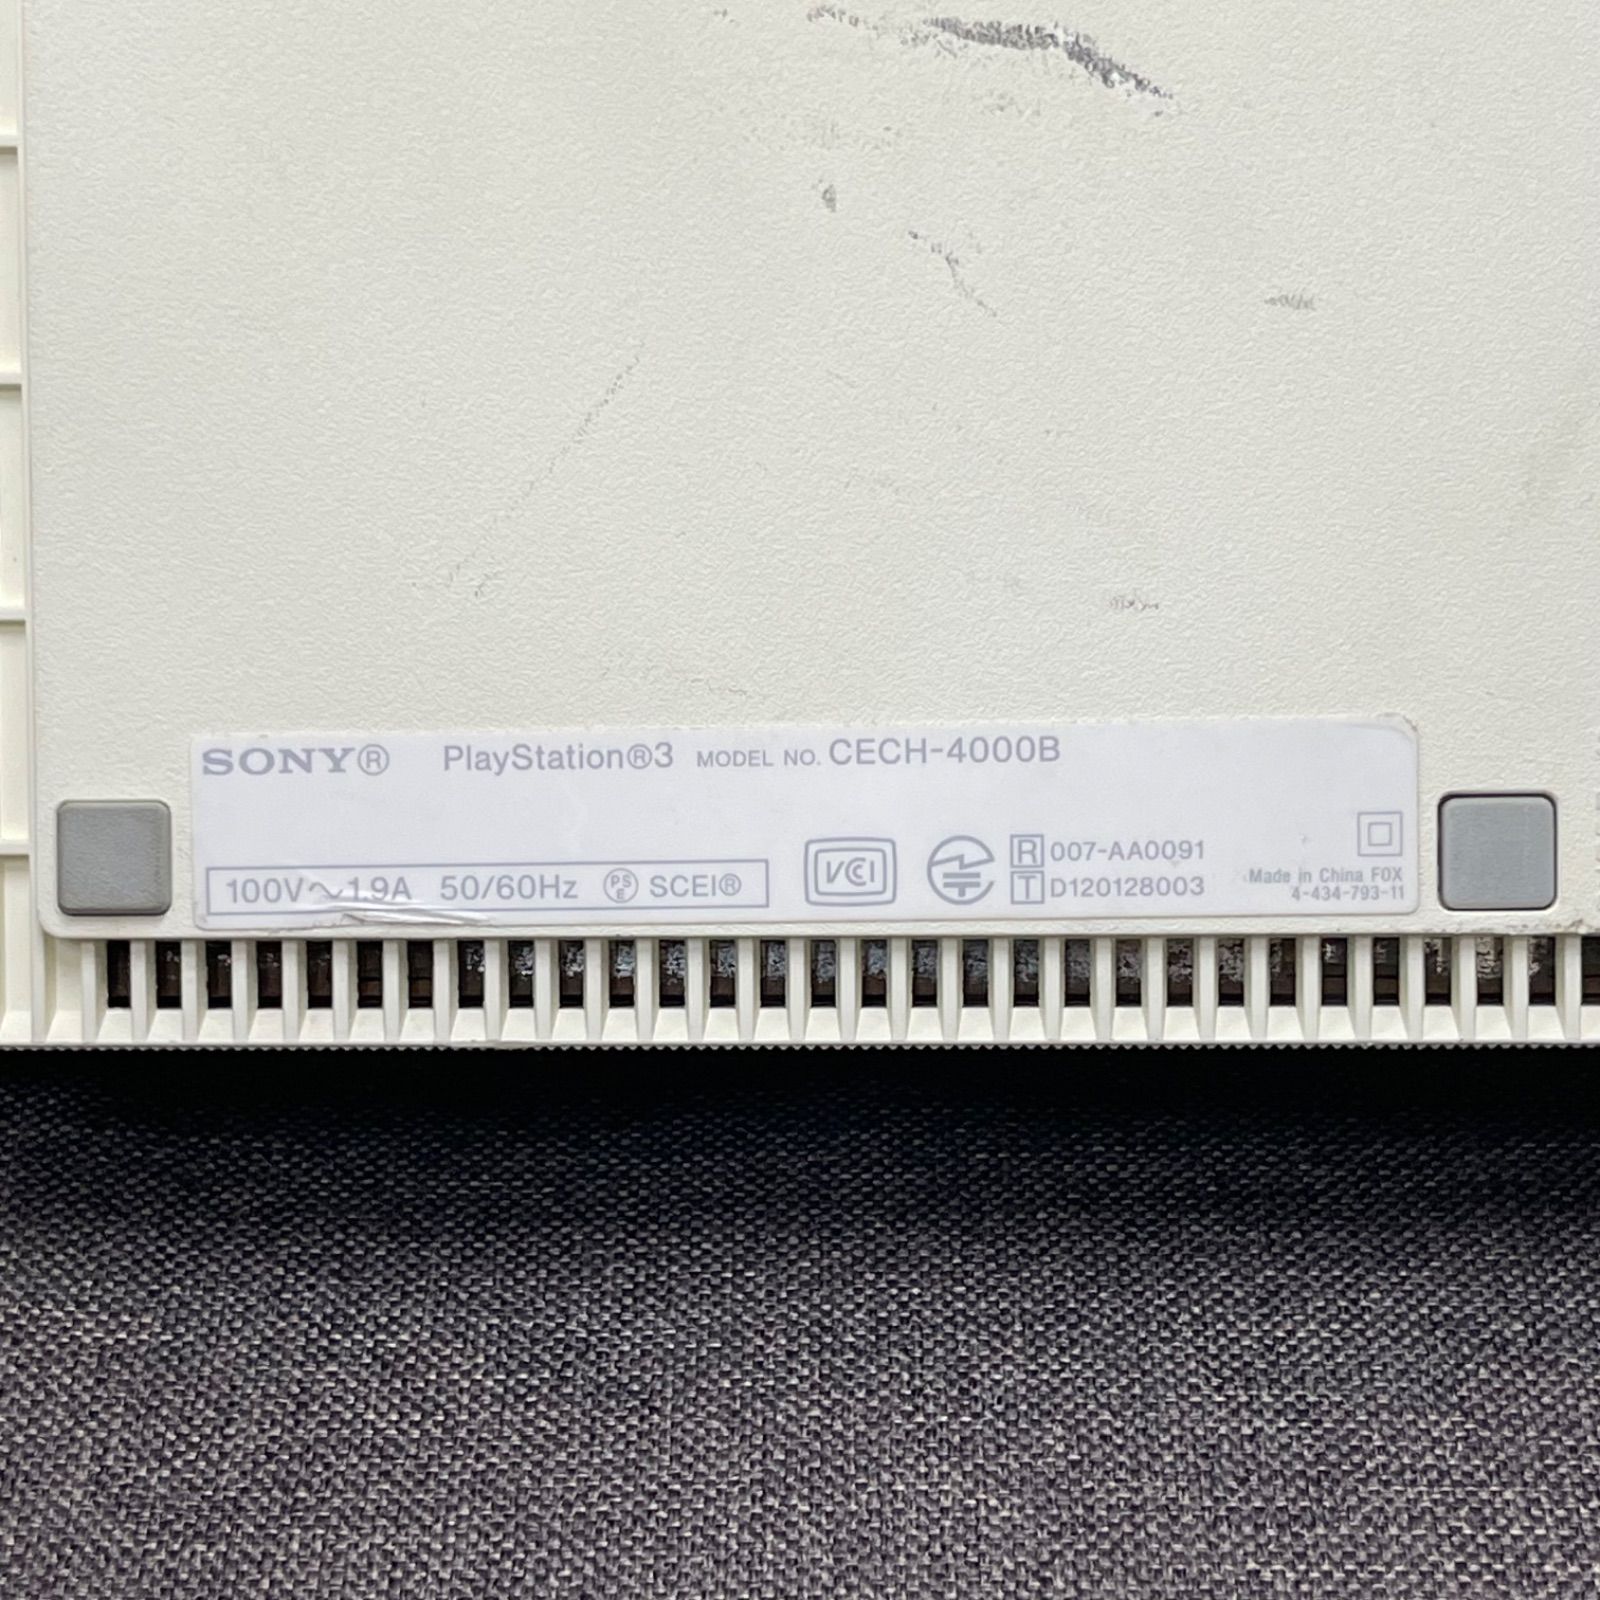 SONY® PlayStation®3 MODEL NO. CECH-4000B
100V～1.9A 50/60Hz PSE SCEI®
VCI
R 007-AA0091
T D120128003
Made in China FOX
4-434-793-11